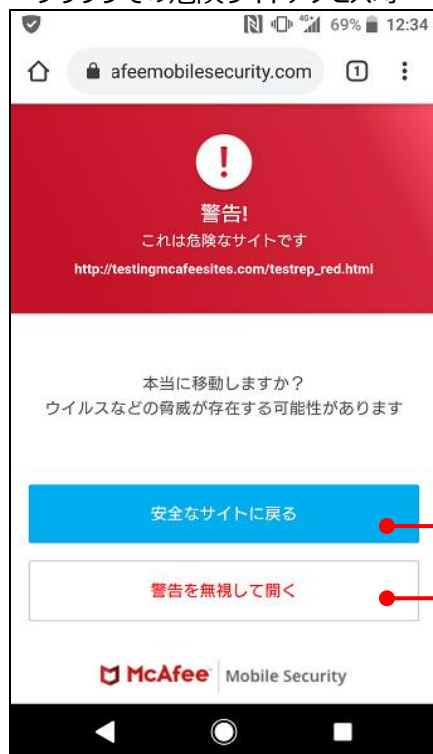 69% 12:34
afeemobilesecurity.com 1
!
警告!
これは危険なサイトです
http://testingmcafeesites.com/testrep_red.html
本当に移動しますか?
ウイルスなどの脅威が存在する可能性があります
安全なサイトに戻る
警告を無視して開く
McAfee Mobile Security